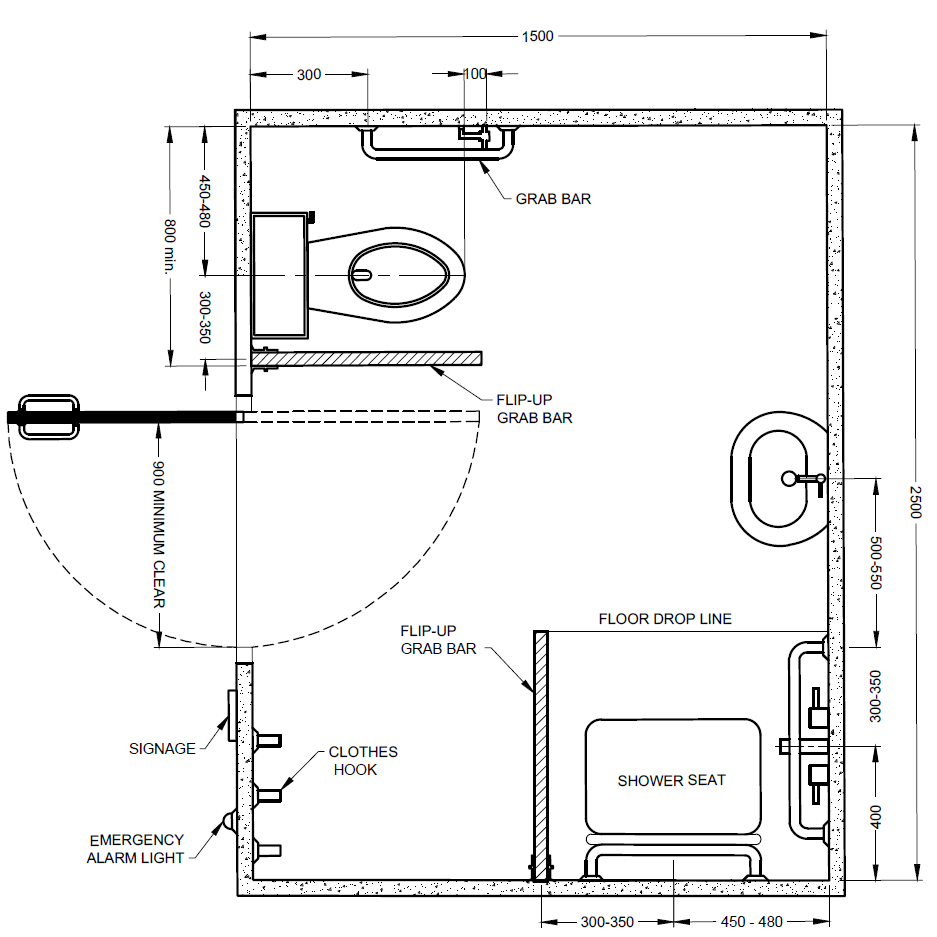 1500
300
100
450-480
800 min.
GRAB BAR
300-350
FLIP-UP
GRAB BAR
900 MINIMUM CLEAR
2500
500-550
FLOOR DROP LINE
FLIP-UP
GRAB BAR
300-350
SIGNAGE
CLOTHES
HOOK
SHOWER SEAT
400
EMERGENCY
ALARM LIGHT
300-350
450 - 480